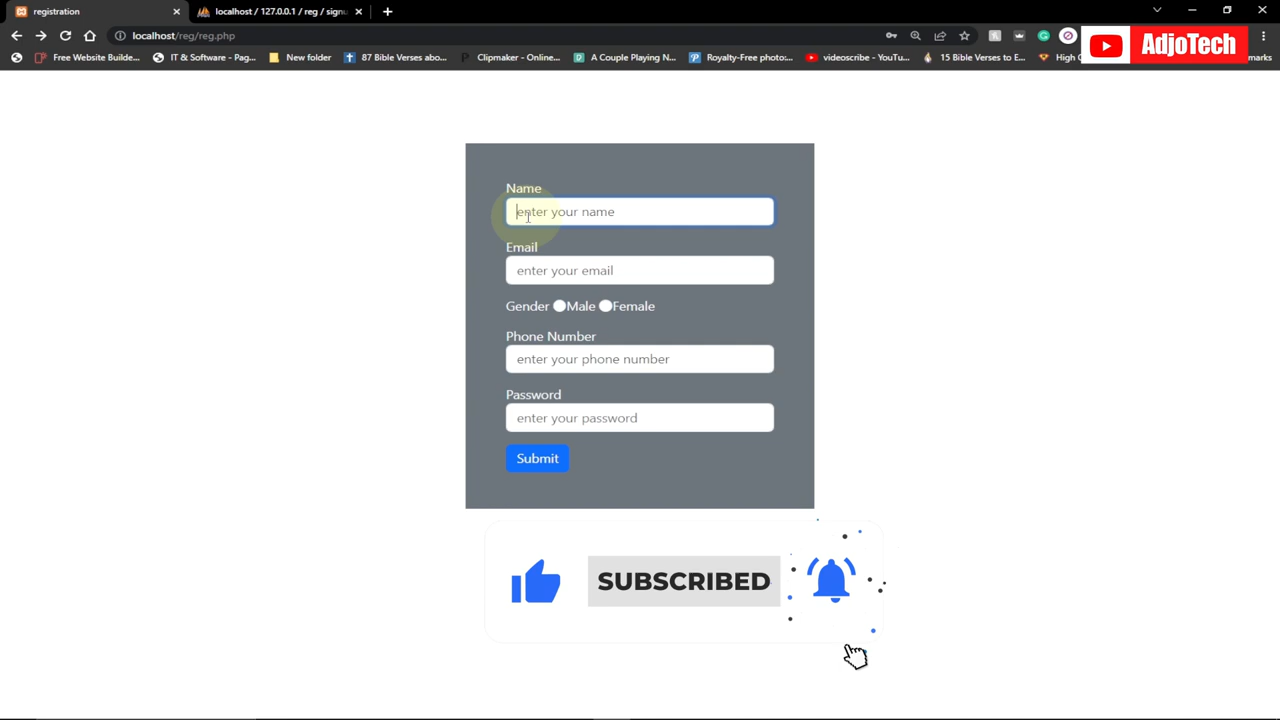 registration
localhost / 127.0.0.1 / reg / signu
localhost/reg/reg.php
AdjoTech
Free Website Builde...
IT & Software - Pag...
New folder
87 Bible Verses abo...
Clipmaker - Online...
A Couple Playing N...
Royalty-Free photo:...
videoscribe - YouTu...
15 Bible Verses to E...
High
marks
Name
enter your name
Email
enter your email
Gender Male Female
Phone Number
enter your phone number
Password
enter your password
Submit
SUBSCRIBED